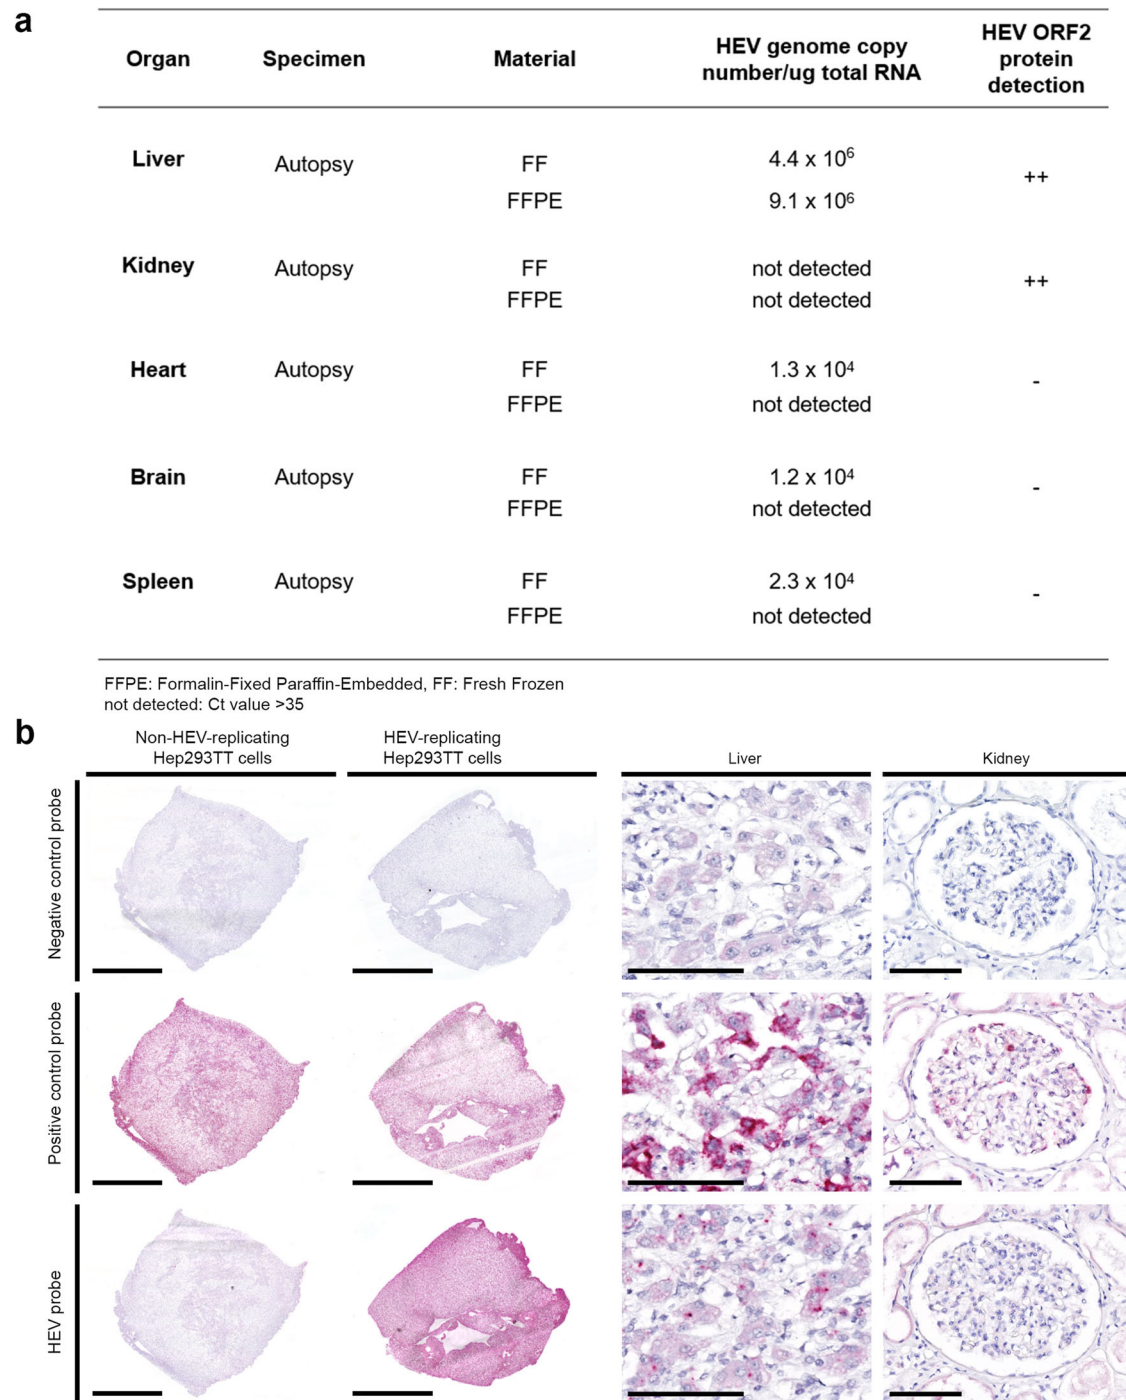 a
Organ Specimen Material HEV genome copy number/ug total RNA HEV ORF2 protein detection
Liver Autopsy FF 4.4 x 10⁶ ++
FFPE 9.1 x 10⁶
Kidney Autopsy FF not detected ++
FFPE not detected
Heart Autopsy FF 1.3 x 10⁴ -
FFPE not detected
Brain Autopsy FF 1.2 x 10⁴ -
FFPE not detected
Spleen Autopsy FF 2.3 x 10⁴ -
FFPE not detected
FFPE: Formalin-Fixed Paraffin-Embedded, FF: Fresh Frozen
not detected: Ct value >35
b
Non-HEV-replicating
Hep293TT cells
HEV-replicating
Hep293TT cells
Liver
Kidney
Negative control probe
Positive control probe
HEV probe